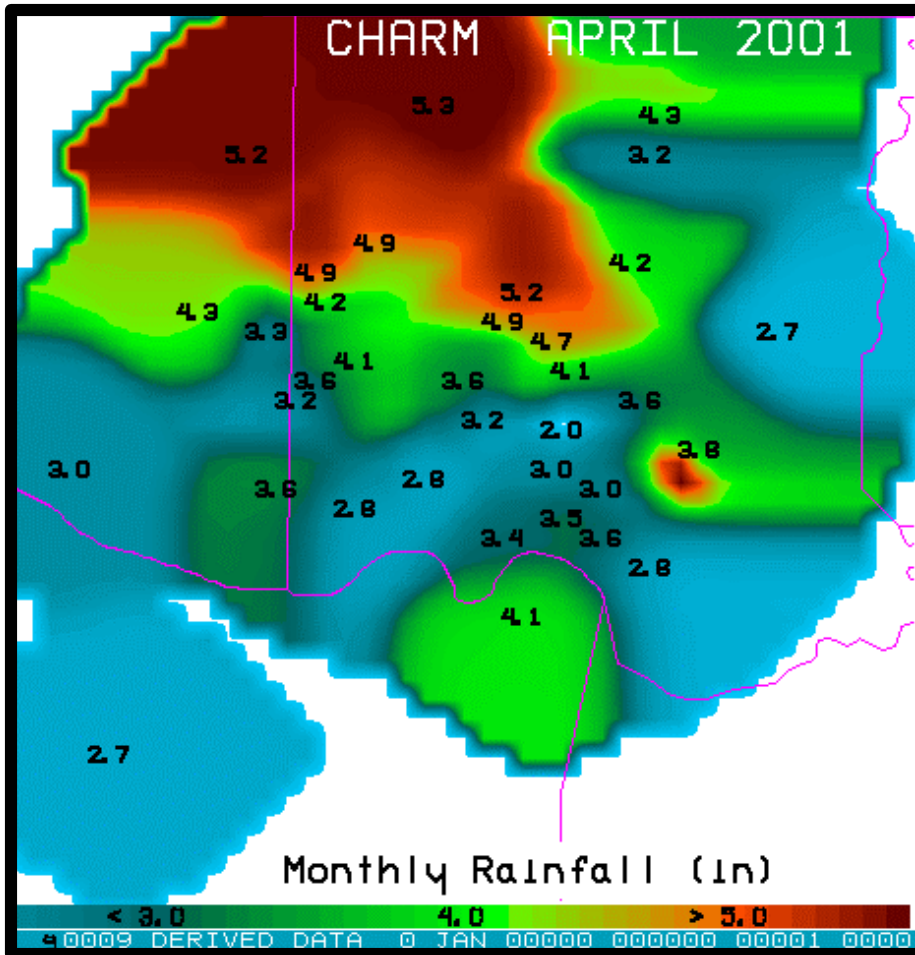 CHARM APRIL 2001
5.3
4.3
5.2 3.2
4.9
4.9 4.2
4.2 5.2
4.3 4.9
3.3 4.7 2.7
4.1 4.1
3.6 3.6
3.2 3.2 3.6
2.0
3.8
3.0 2.8 3.0
3.6 3.0
2.8 3.5
3.4 3.6
2.8
4.1
2.7
Monthly Rainfall (in)
< 3.0 4.0 > 5.0
0009 DERIVED DATA 0 JAN 00000 000000 00001 0000